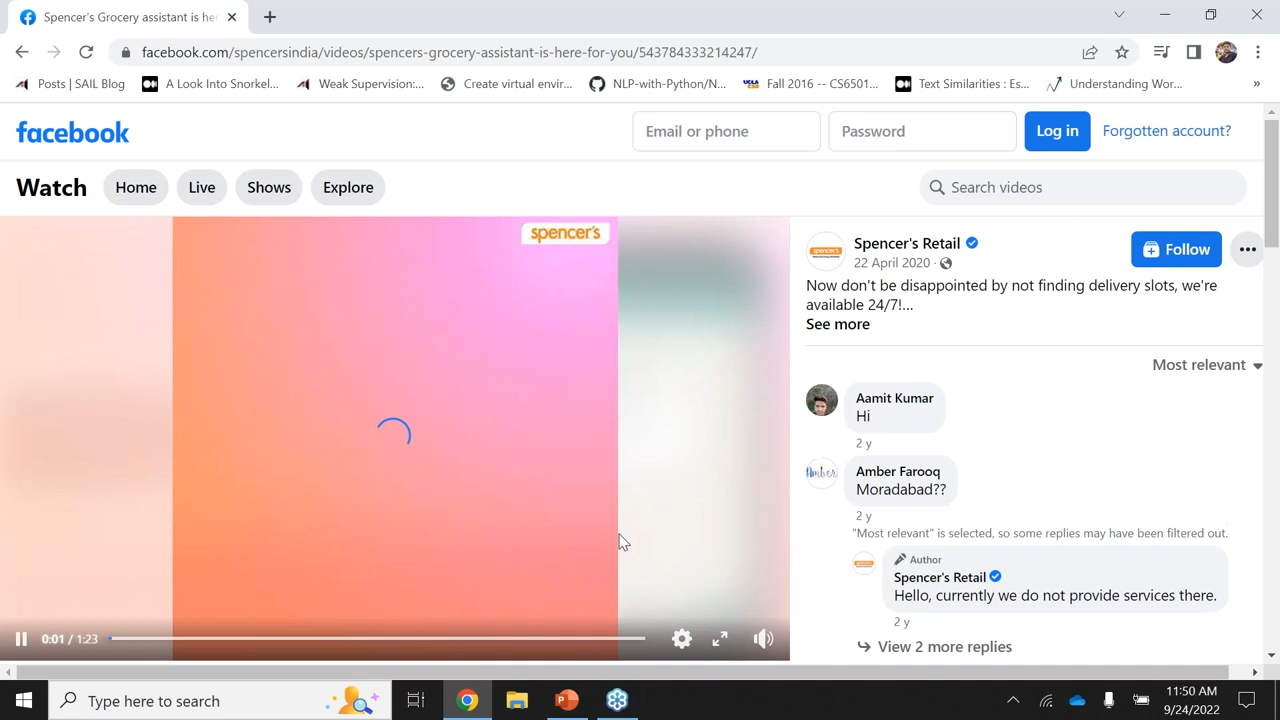 Spencer's Grocery assistant is her
facebook.com/spencersindia/videos/spencers-grocery-assistant-is-here-for-you/543784333214247/
Posts | SAIL Blog
A Look Into Snorkel...
Weak Supervision:...
Create virtual envir...
NLP-with-Python/N...
UCLA CSD Fall 2016 -- CS6501...
Text Similarities : Es...
Understanding Wor...
»
facebook
Email or phone
Password
Log in
Forgotten account?
Watch
Home
Live
Shows
Explore
Search videos
spencer's
0:01 / 1:23
spencer's
Spencer's Retail
22 April 2020 ·
Follow
Now don't be disappointed by not finding delivery slots, we're
available 24/7!...
See more
Most relevant
Aamit Kumar
Hi
2 y
Amber
Amber Farooq
Moradabad??
2 y
"Most relevant" is selected, so some replies may have been filtered out.
Author
Spencer's Retail
Hello, currently we do not provide services there.
2 y
View 2 more replies
Type here to search
11:50 AM
9/24/2022